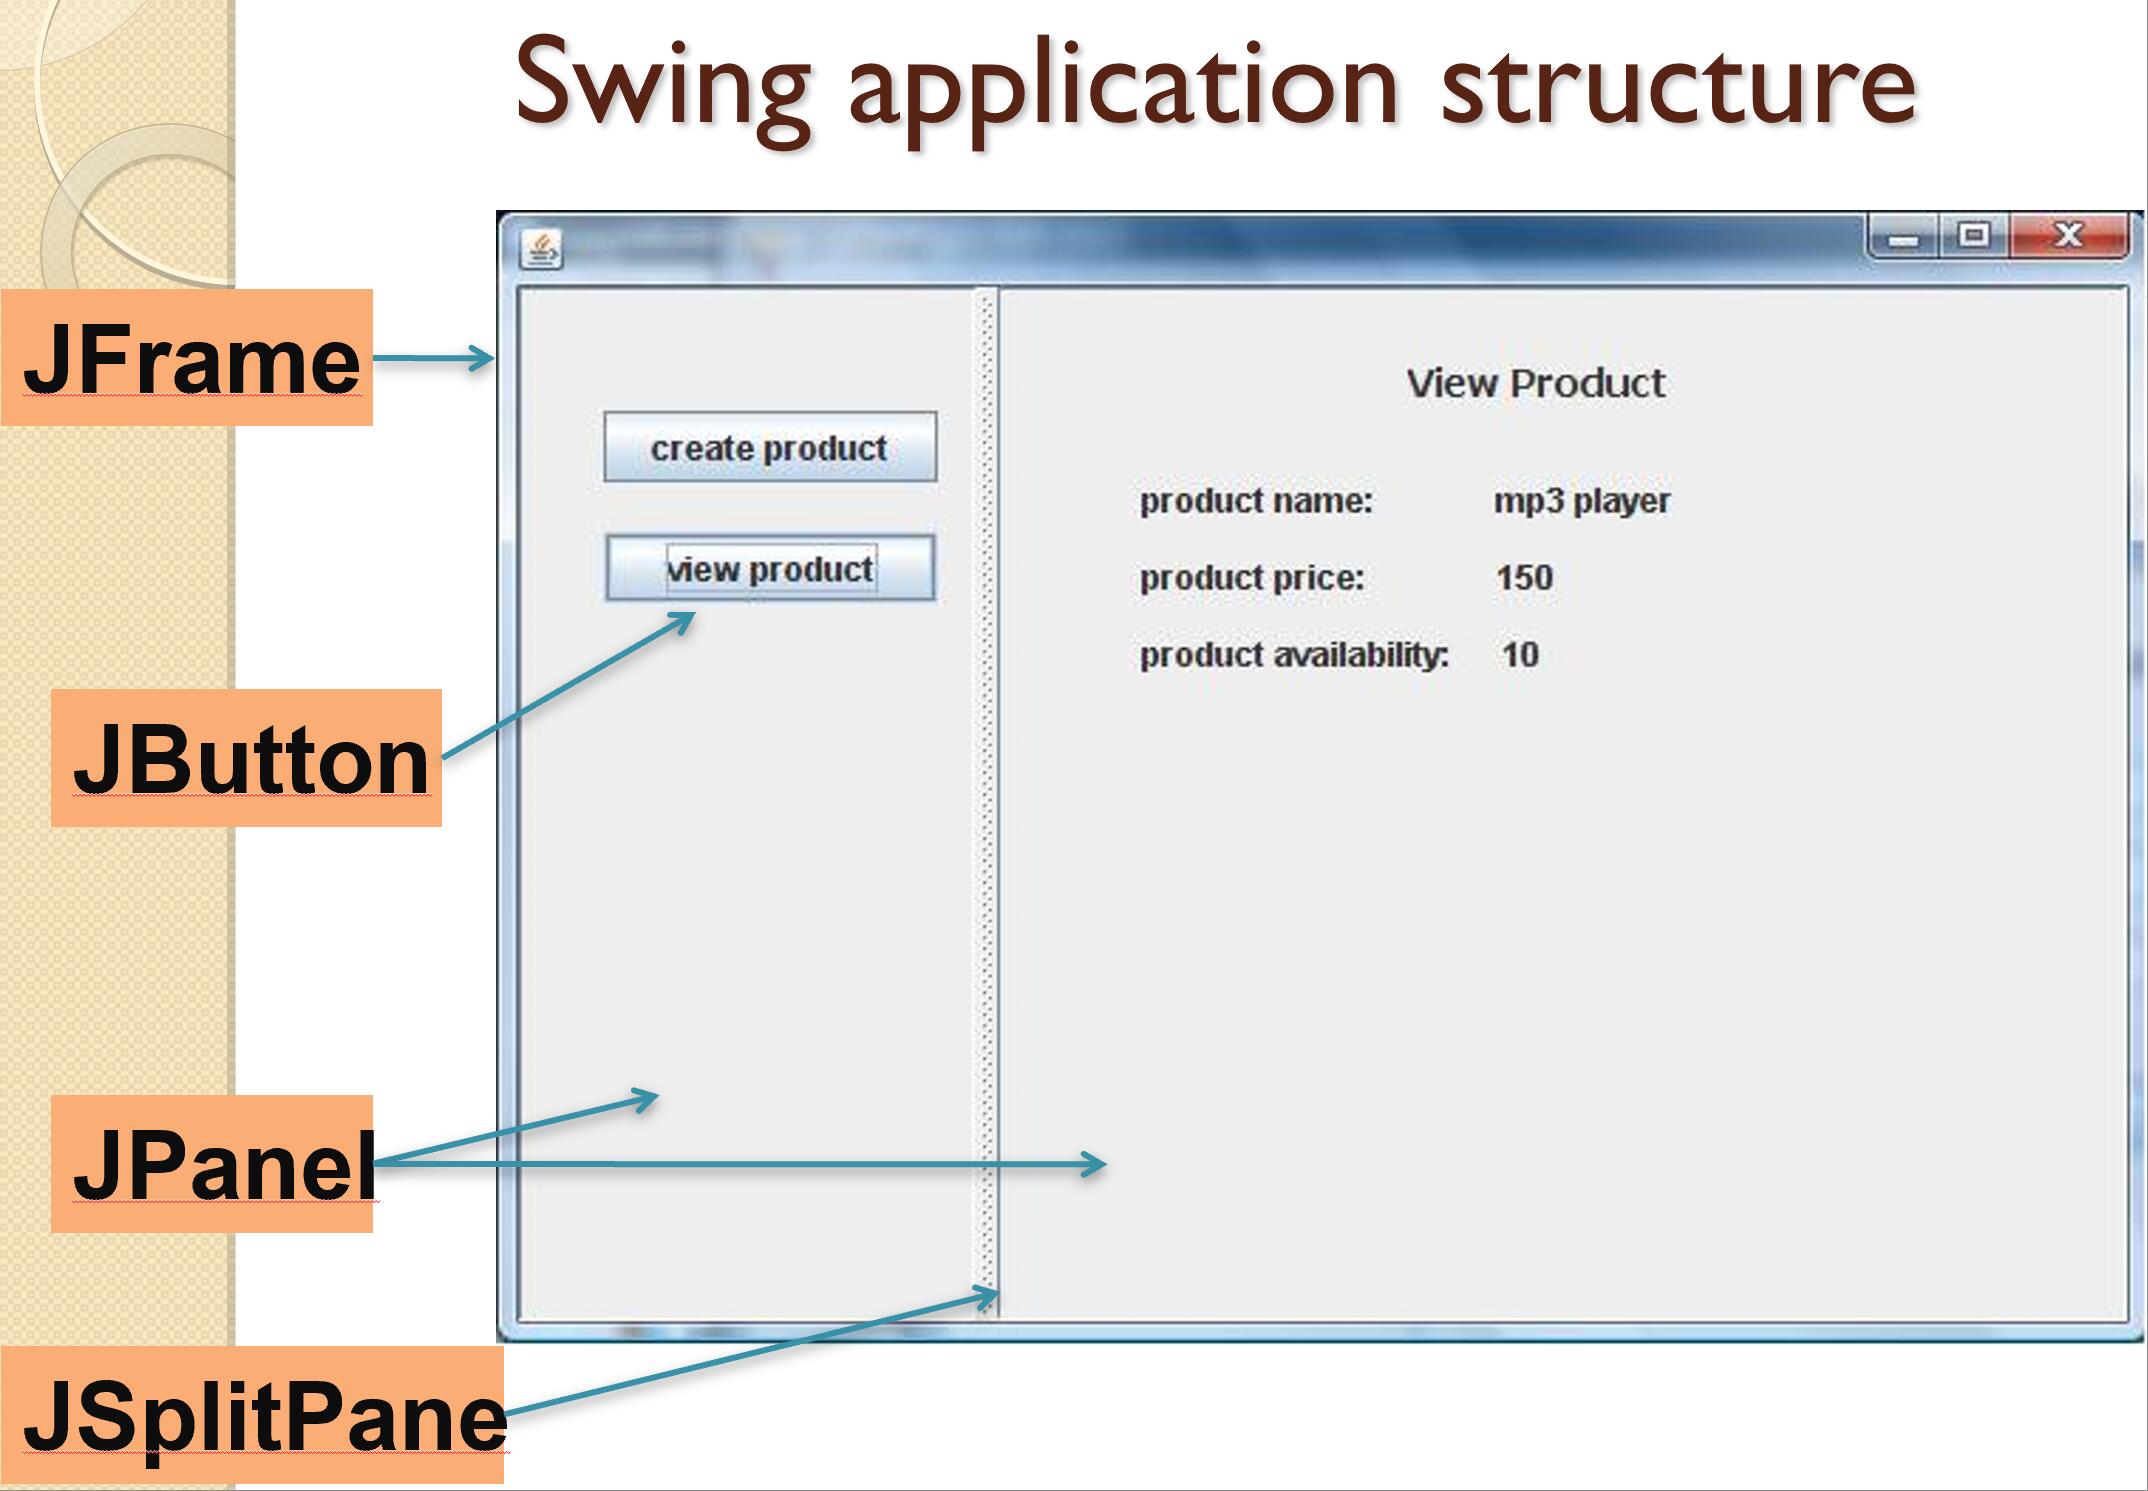 Swing application structure
JFrame
View Product
create product
product name: mp3 player
view product
product price: 150
product availability: 10
JButton
JPanel
JSplitPane